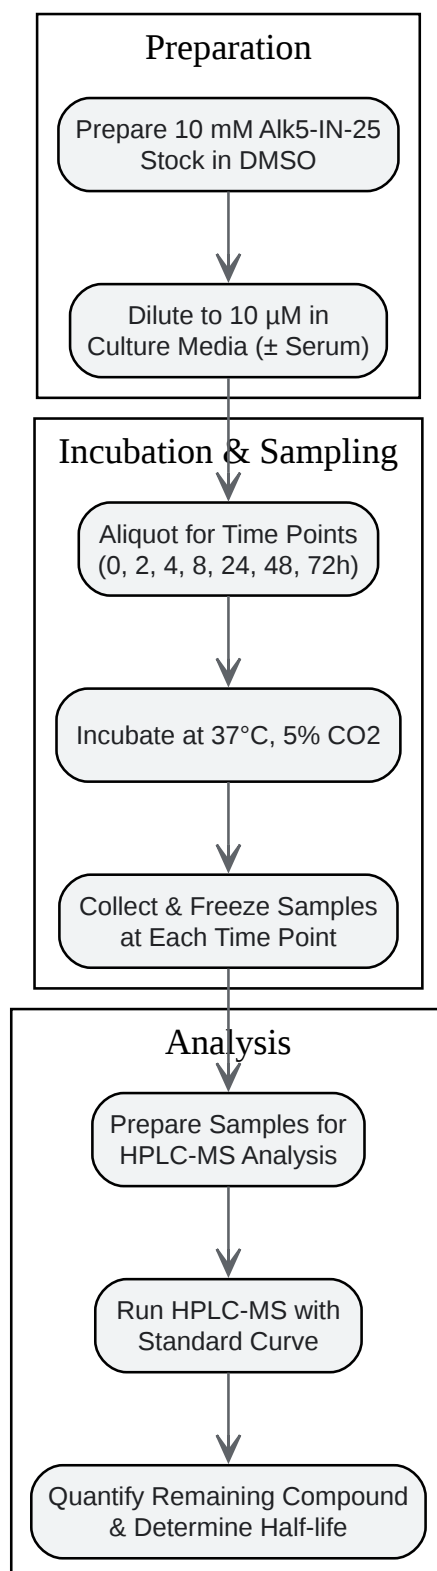 Preparation
Prepare 10 mM Alk5-IN-25
Stock in DMSO
Dilute to 10 µM in
Culture Media (± Serum)
Incubation & Sampling
Aliquot for Time Points
(0, 2, 4, 8, 24, 48, 72h)
Incubate at 37°C, 5% CO2
Collect & Freeze Samples
at Each Time Point
Analysis
Prepare Samples for
HPLC-MS Analysis
Run HPLC-MS with
Standard Curve
Quantify Remaining Compound
& Determine Half-life